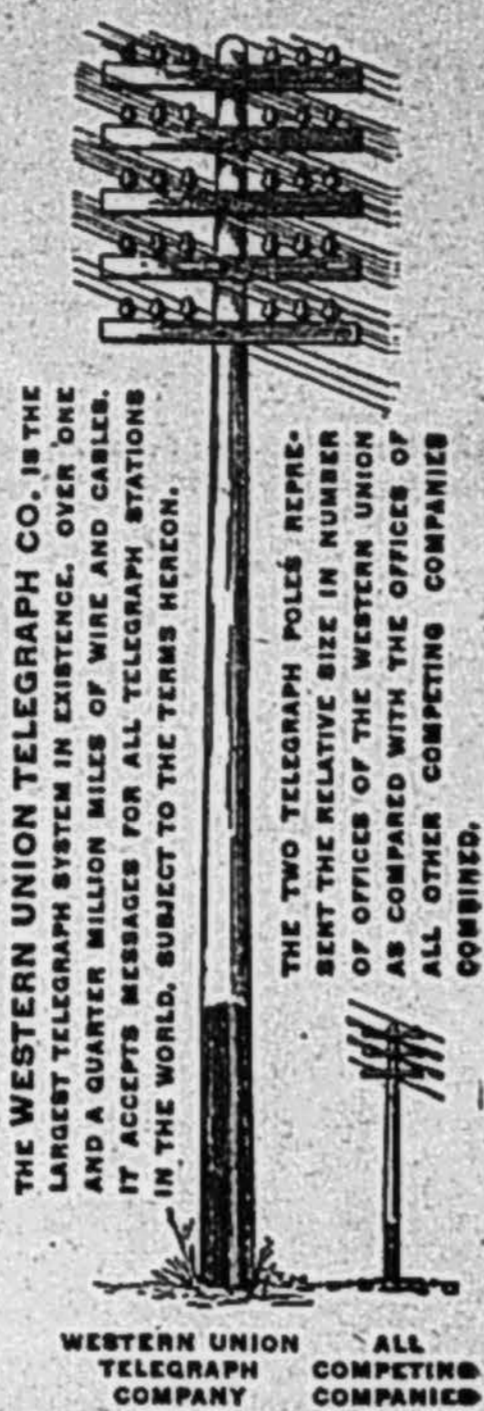 THE WESTERN UNION TELEGRAPH CO. IS THE
LARGEST TELEGRAPH SYSTEM IN EXISTENCE. OVER ONE
AND A QUARTER MILLION MILES OF WIRE AND CABLES.
IT ACCEPTS MESSAGES FOR ALL TELEGRAPH STATIONS
IN THE WORLD, SUBJECT TO THE TERMS HEREON.
THE TWO TELEGRAPH POLES REPRE-
SENT THE RELATIVE SIZE IN NUMBER
OF OFFICES OF THE WESTERN UNION
AS COMPARED WITH THE OFFICES OF
ALL OTHER COMPETING COMPANIES
COMBINED.
WESTERN UNION
TELEGRAPH
COMPANY
ALL
COMPETING
COMPANIES